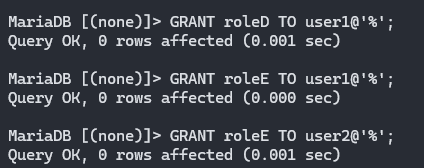 MariaDB [(none)]> GRANT roleD TO user1@'%';
Query OK, 0 rows affected (0.001 sec)
MariaDB [(none)]> GRANT roleE TO user1@'%';
Query OK, 0 rows affected (0.000 sec)
MariaDB [(none)]> GRANT roleE TO user2@'%';
Query OK, 0 rows affected (0.001 sec)